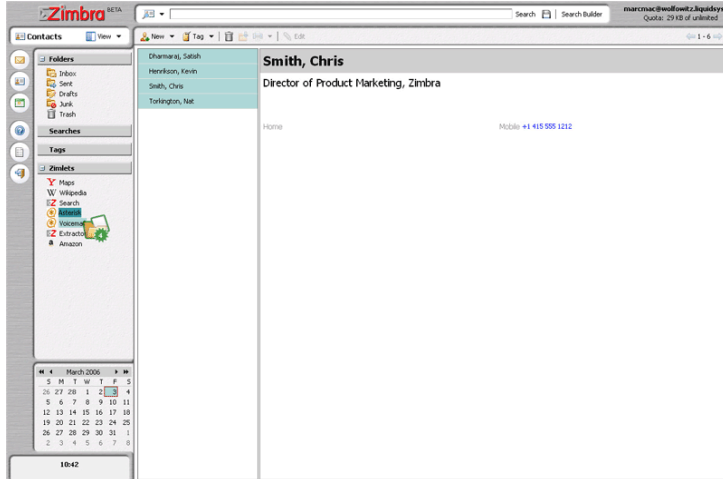 Zimbra BETA
Search
Search Builder
marcmac@wolfowitz.liquidsy
Quota: 29 KB of unlimited
Contacts
View
New
Tag
Edit
1 - 6
Folders
Inbox
Sent
Drafts
Junk
Trash
Searches
Tags
Zimlets
Maps
Wikipedia
Search
Asterisk
Voicema
Extracto
Amazon
Dharmaraj, Satish
Henrikson, Kevin
Smith, Chris
Torkington, Nat
Smith, Chris
Director of Product Marketing, Zimbra
Home
Mobile +1 415 555 1212
March 2006
S M T W T F S
26 27 28 1 2 3 4
5 6 7 8 9 10 11
12 13 14 15 16 17 18
19 20 21 22 23 24 25
26 27 28 29 30 31 1
2 3 4 5 6 7 8
10:42